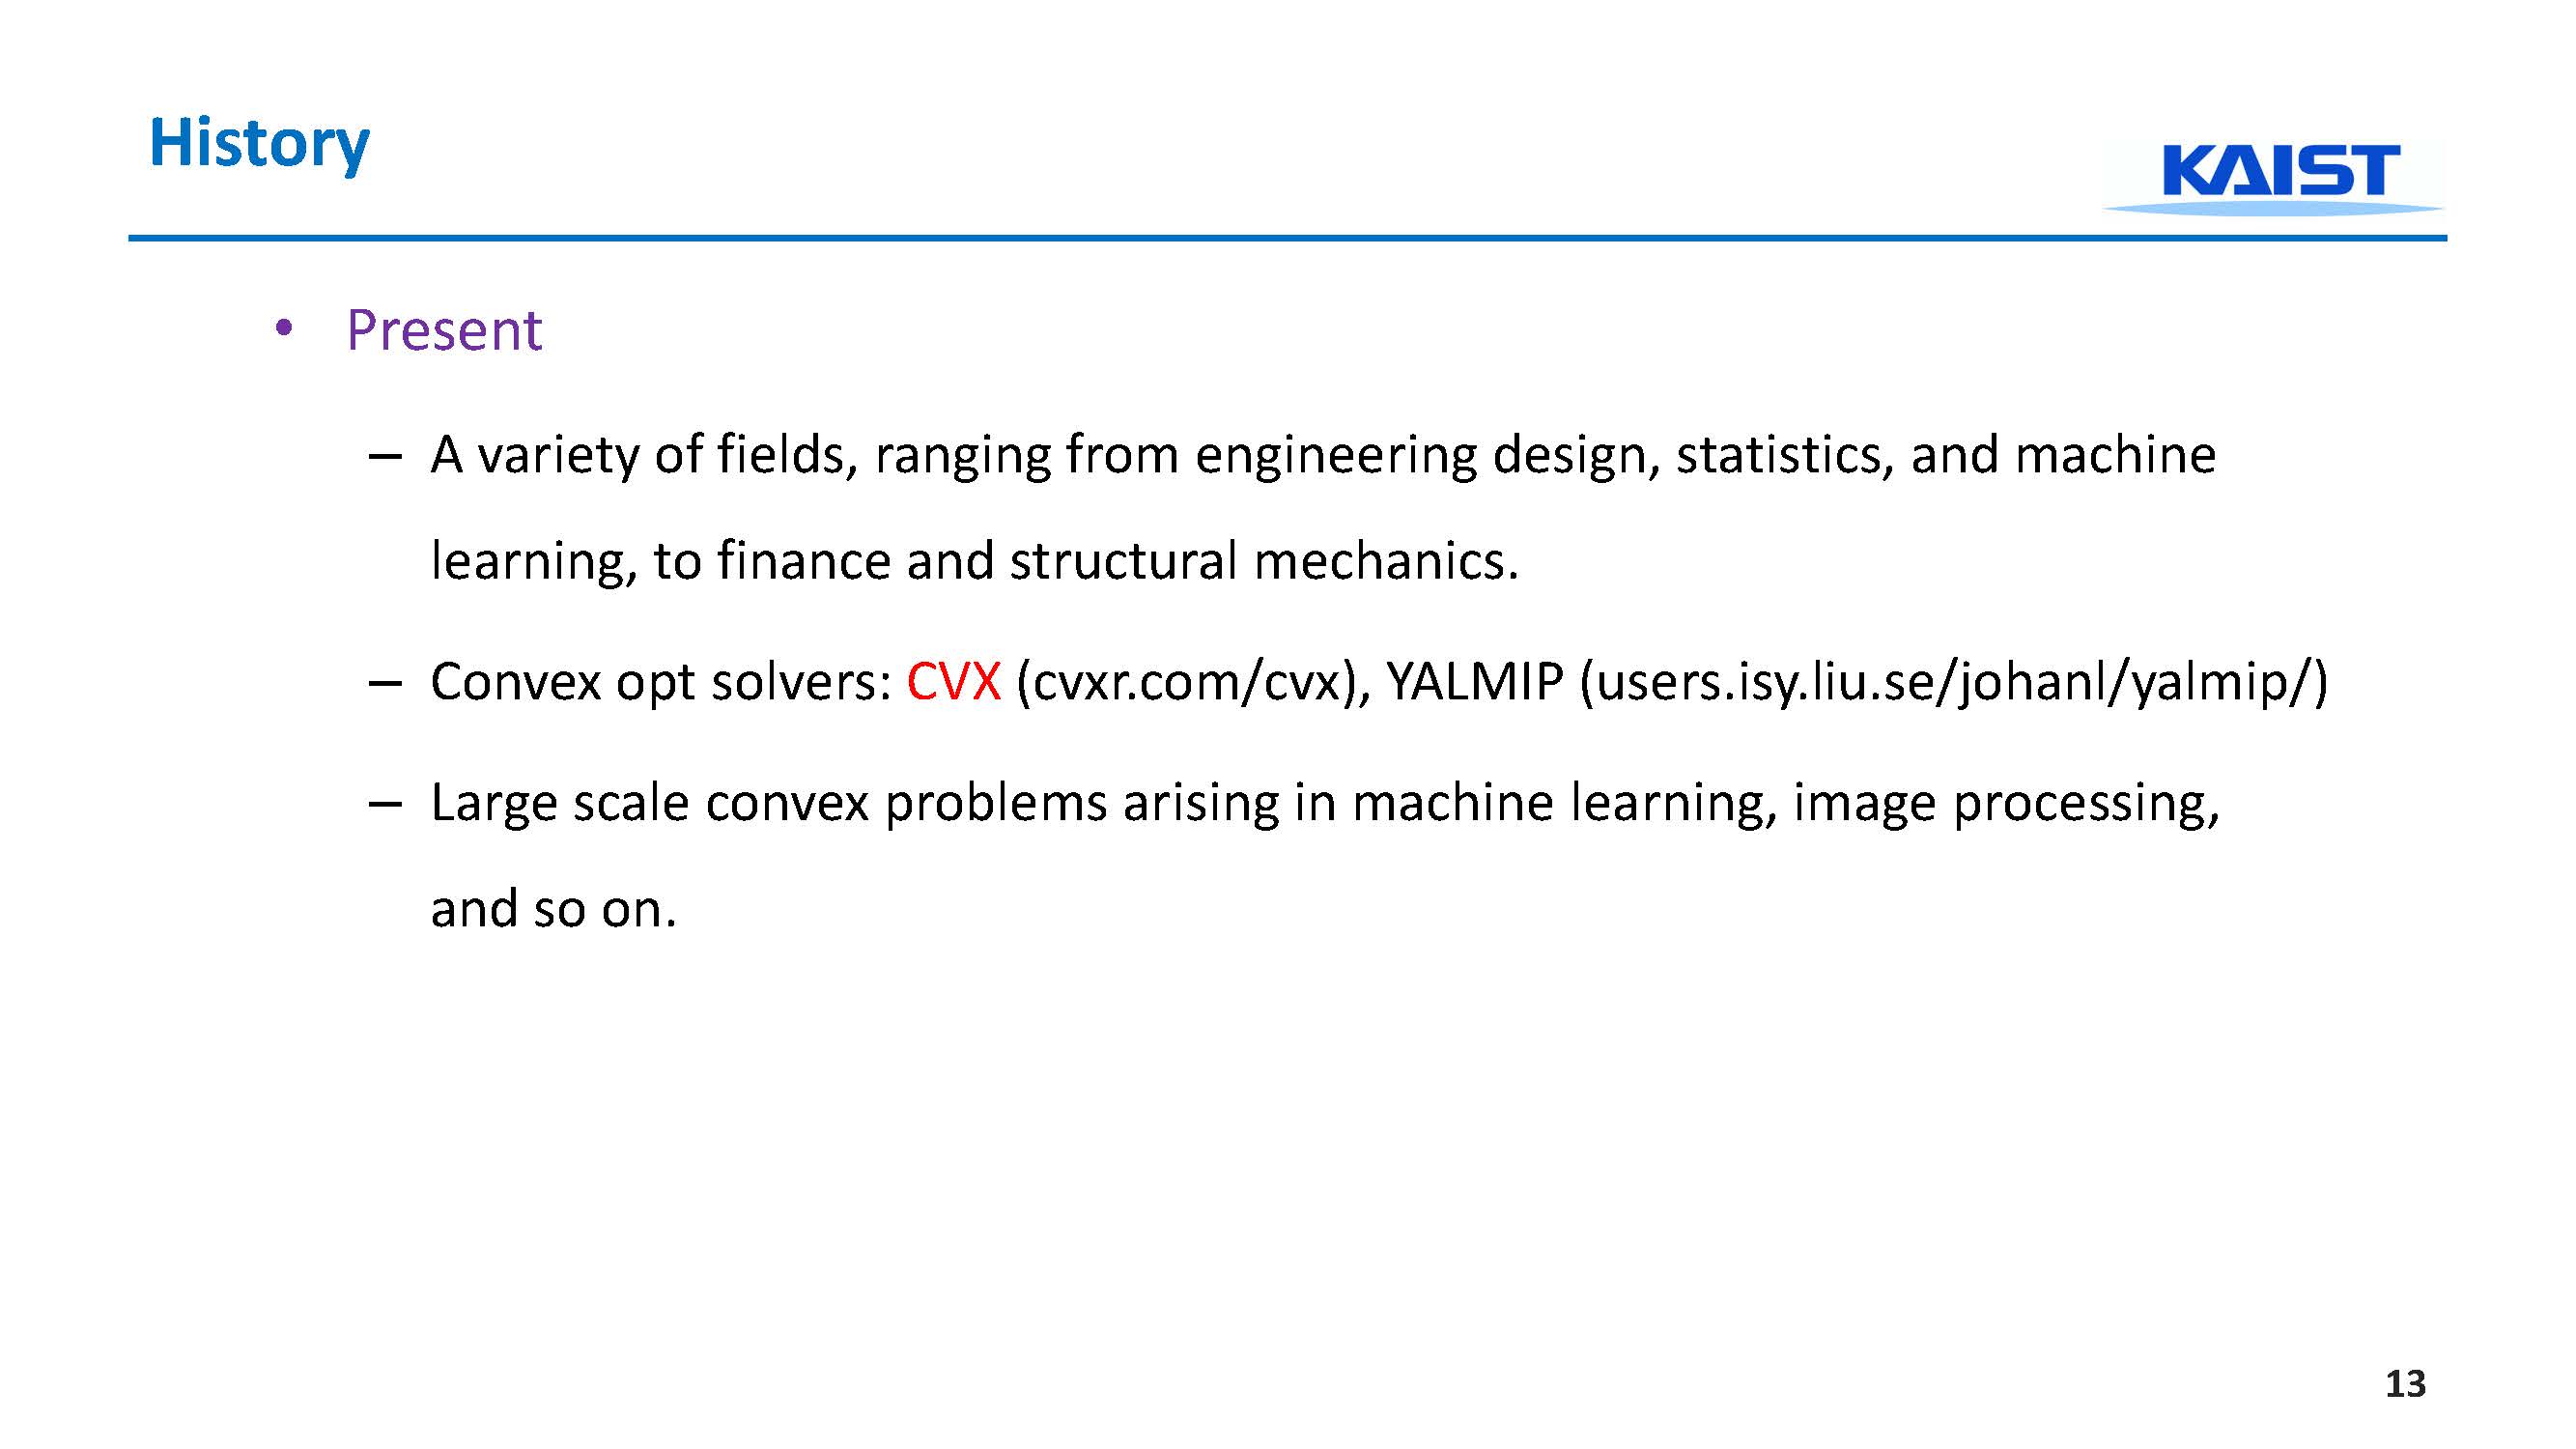 History
KAIST
• Present
– A variety of fields, ranging from engineering design, statistics, and machine
learning, to finance and structural mechanics.
– Convex opt solvers: CVX (cvxr.com/cvx), YALMIP (users.isy.liu.se/johanl/yalmip/)
– Large scale convex problems arising in machine learning, image processing,
and so on.
13